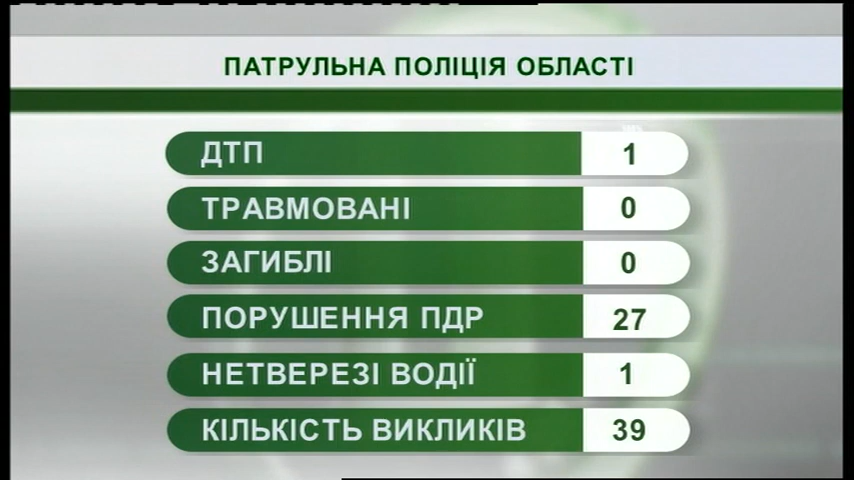 ПАТРУЛЬНА ПОЛІЦІЯ ОБЛАСТІ
ДТП 1
ТРАВМОВАНІ 0
ЗАГИБЛІ 0
ПОРУШЕННЯ ПДР 27
НЕТВЕРЕЗІ ВОДІЇ 1
КІЛЬКІСТЬ ВИКЛИКІВ 39